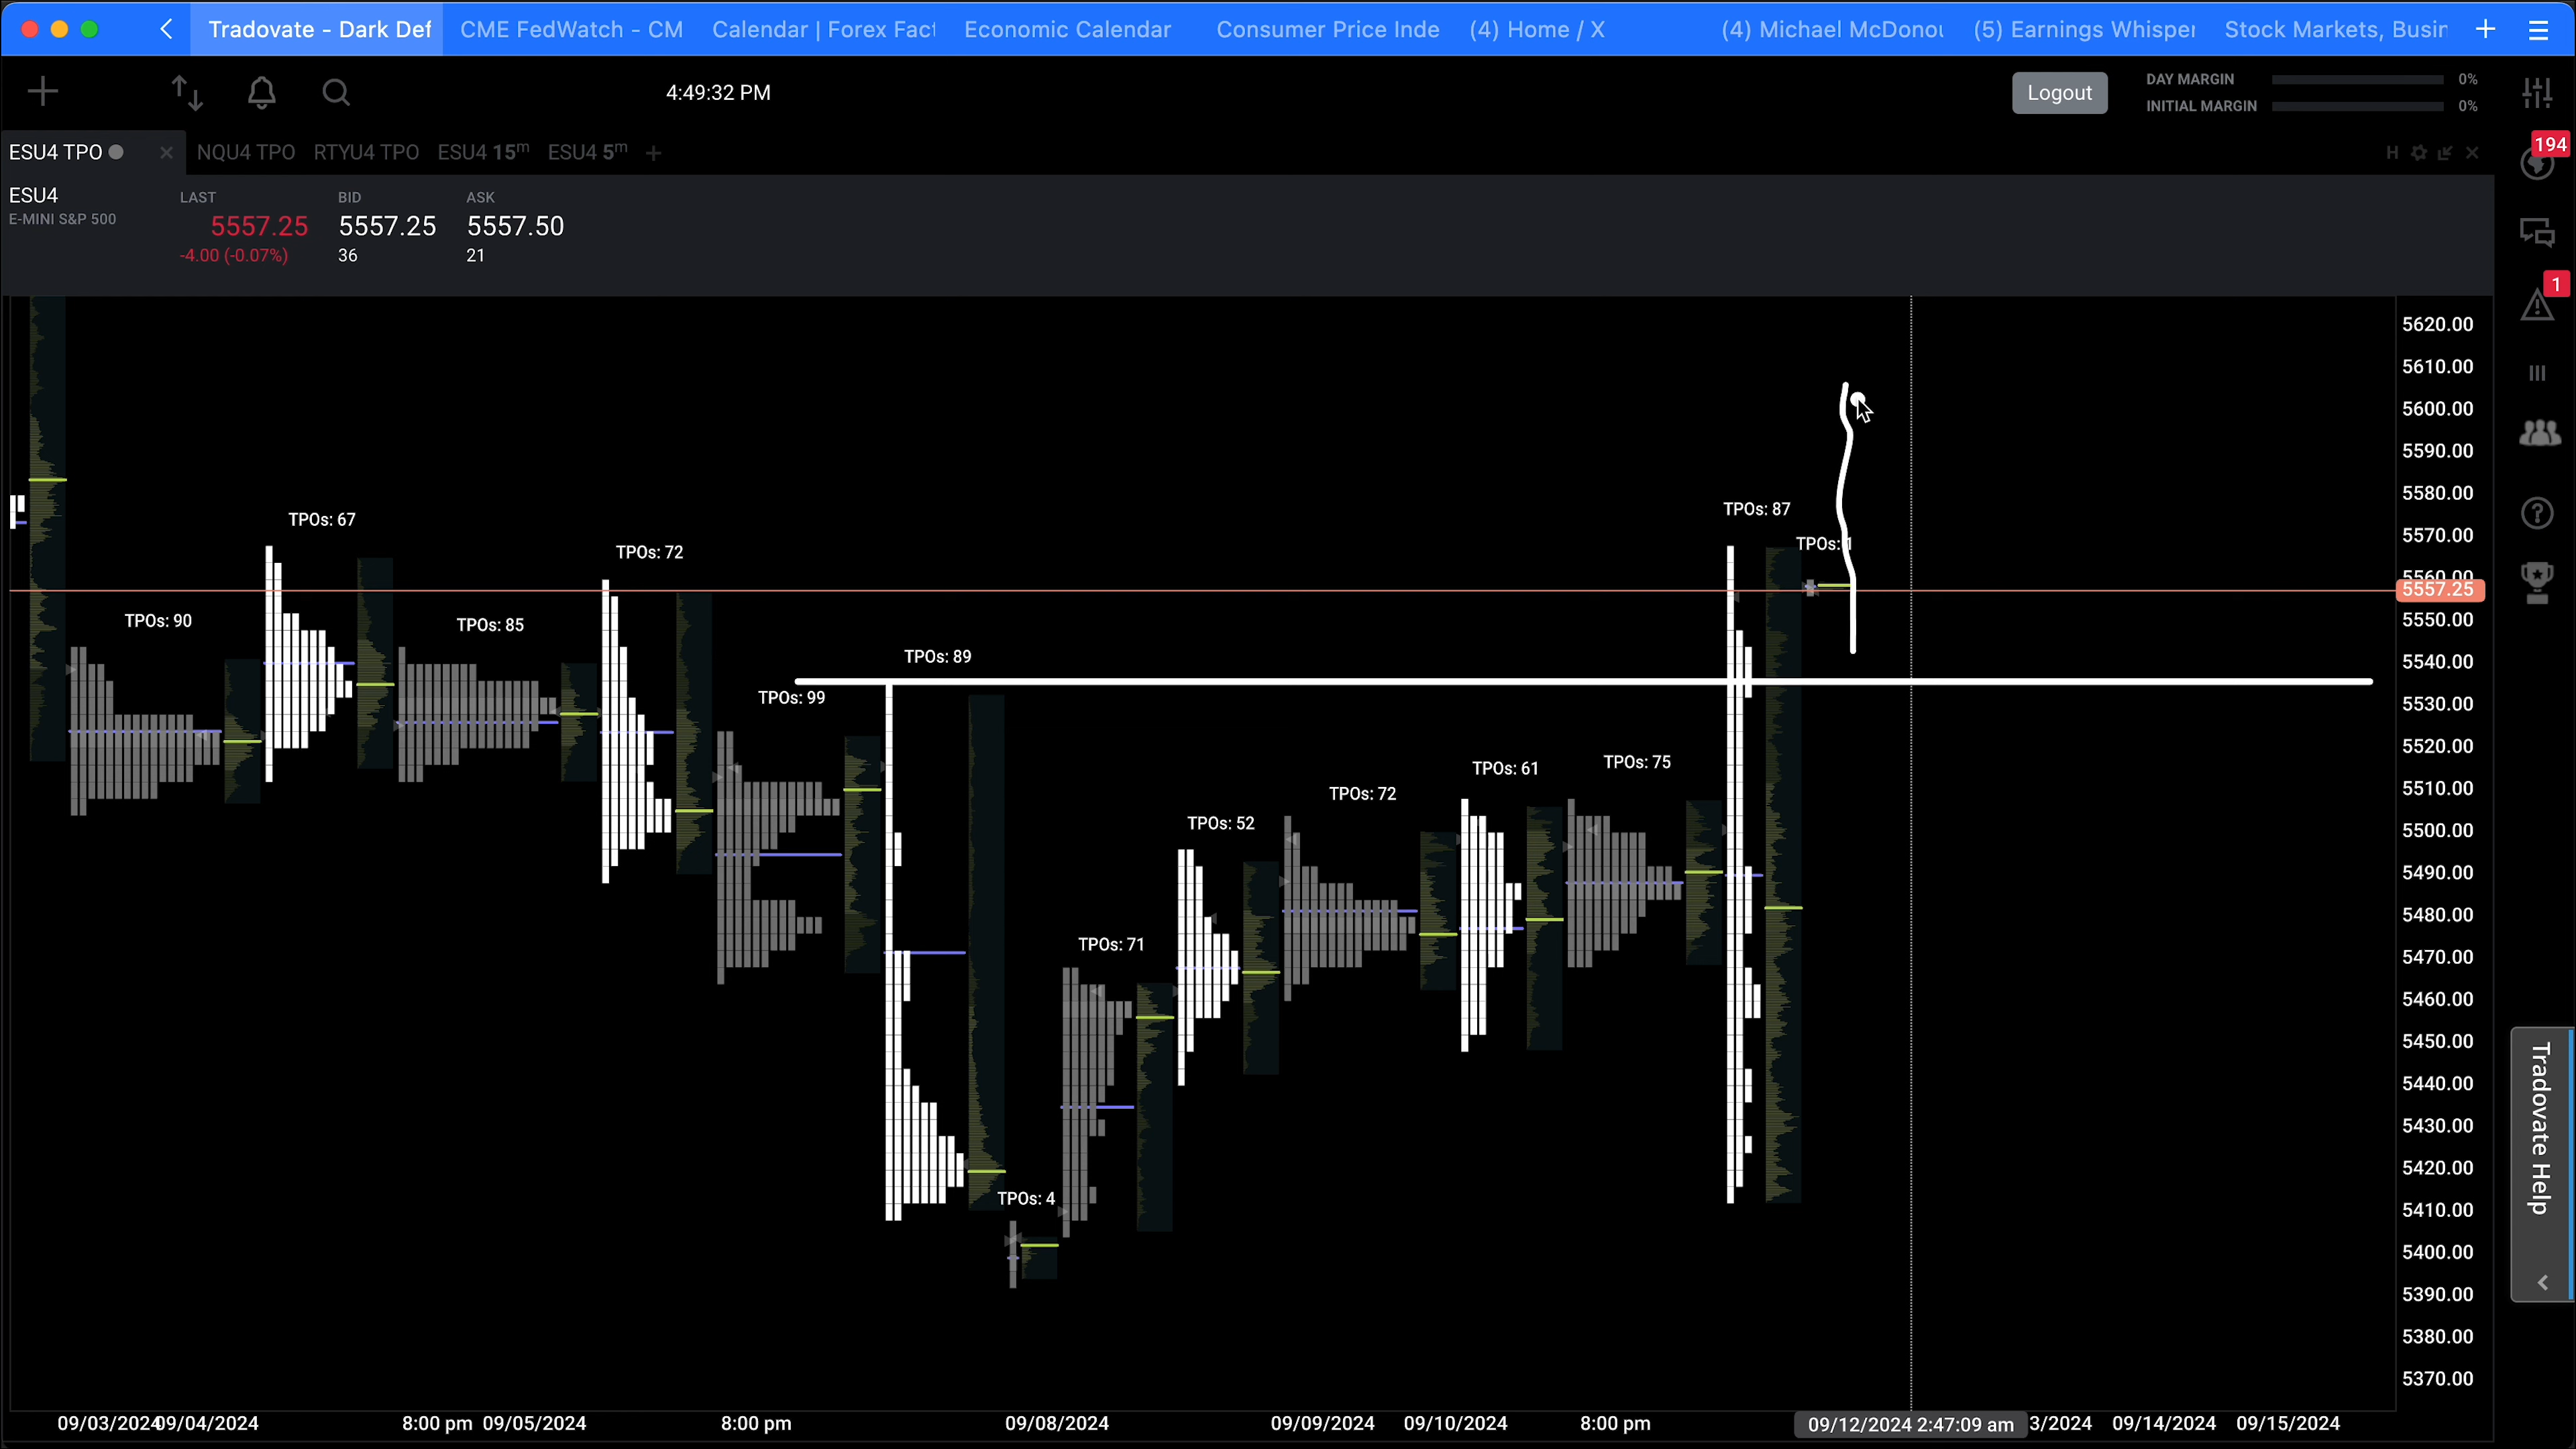 Tradovate - Dark Def CME FedWatch - CM Calendar | Forex Fact Economic Calendar Consumer Price Inde (4) Home / X (4) Michael McDonou (5) Earnings Whisper Stock Markets, Busin
4:49:32 PM
Logout
DAY MARGIN 0%
INITIAL MARGIN 0%
ESU4 TPO NQU4 TPO RTYU4 TPO ESU4 15m ESU4 5m
H
194
ESU4
E-MINI S&P 500
LAST
5557.25
-4.00 (-0.07%)
BID
5557.25
36
ASK
5557.50
21
1
TPOs: 90
TPOs: 67
TPOs: 85
TPOs: 72
TPOs: 99
TPOs: 89
TPOs: 4
TPOs: 71
TPOs: 52
TPOs: 72
TPOs: 61
TPOs: 75
TPOs: 87
TPOs: 1
5620.00
5610.00
5600.00
5590.00
5580.00
5570.00
5560.00
5557.25
5550.00
5540.00
5530.00
5520.00
5510.00
5500.00
5490.00
5480.00
5470.00
5460.00
5450.00
5440.00
5430.00
5420.00
5410.00
5400.00
5390.00
5380.00
5370.00
Tradovate Help
09/03/2024 09/04/2024 8:00 pm 09/05/2024 8:00 pm 09/08/2024 09/09/2024 09/10/2024 8:00 pm 09/12/2024 2:47:09 am 3/2024 09/14/2024 09/15/2024